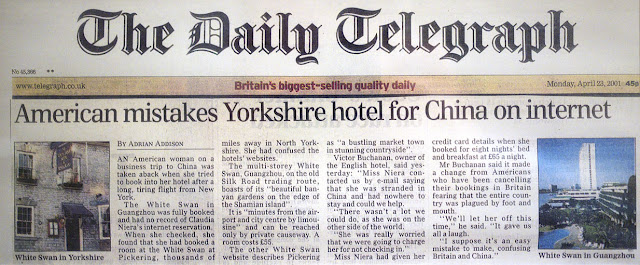 The Daily Telegraph
No 45,366 **
www.telegraph.co.uk
Britain's biggest-selling quality daily
Monday, April 23, 2001 45p
American mistakes Yorkshire hotel for China on internet
White Swan in Yorkshire
BY ADRIAN ADDISON
AN American woman on a
business trip to China was
taken aback when she tried
to book into her hotel after a
long, tiring flight from
New York.
The White Swan in
Guangzhou was fully booked
and had no record of Claudia
Niera's internet reservation.
When she checked, she
found that she had booked a
room at the White Swan at
Pickering, thousands of
miles away in North York-
shire. She had confused the
hotels' websites.
The multi-storey White
Swan, Guangzhou, on the old
Silk Road trading route,
boasts of its "beautiful ban-
yan gardens on the edge of
the Shamian island".
It is "minutes from the air-
port and city centre by limou-
sine" and can be reached
only by private causeway. A
room costs £35.
The other White Swan
website describes Pickering
as "a bustling market town
in stunning countryside".
Victor Buchanan, owner of
the English hotel, said yes-
terday: "Miss Niera con-
tacted us by e-mail saying
that she was stranded in
China and had nowhere to
stay and could we help.
"There wasn't a lot we
could do, as she was on the
other side of the world.
"She was really worried
that we were going to charge
her for not checking in."
Miss Niera had given her
credit card details when she
booked for eight nights' bed
and breakfast at £65 a night.
Mr Buchanan said it made
a change from Americans
who have been cancelling
their bookings in Britain
fearing that the entire coun-
try was plagued by foot and
mouth.
"We'll let her off this
time," he said. "It gave us
all a laugh.
"I suppose it's an easy
mistake to make, confusing
Britain and China."
White Swan in Guangzhou